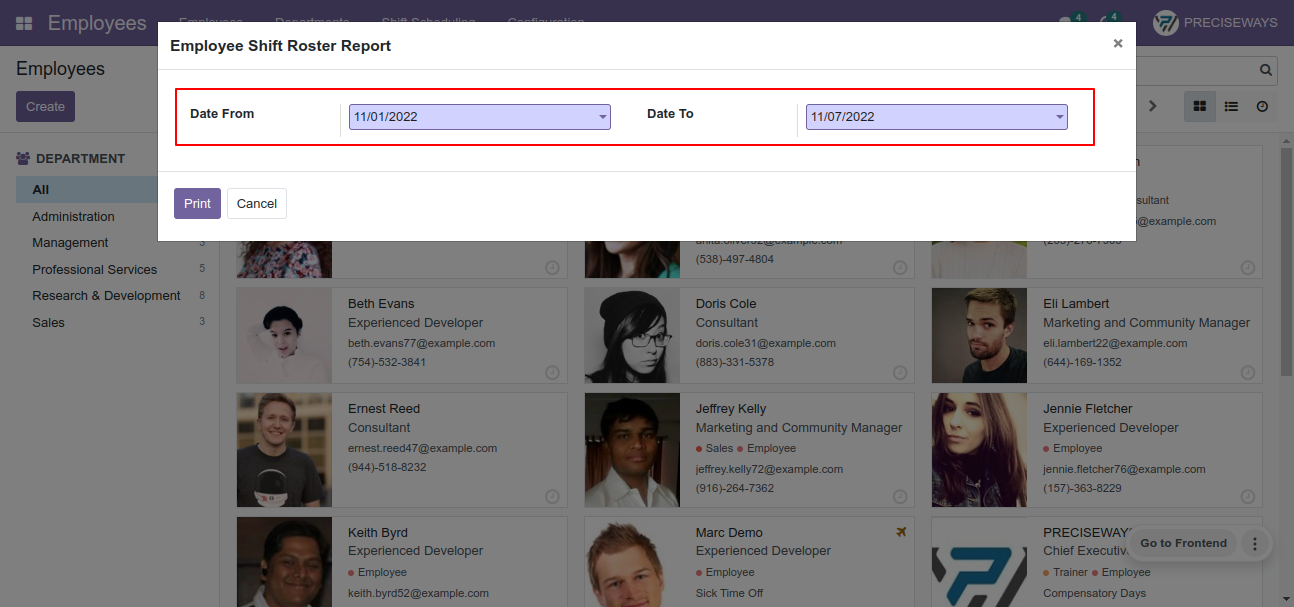 Employees
Employees
Departments
Shift Scheduling
Configuration
4
4
PRECISEWAYS
Employee Shift Roster Report
×
Employees
Create
Date From
11/01/2022
Date To
11/07/2022
Print
Cancel
DEPARTMENT
All
Administration
Management
3
Professional Services
5
Research & Development
8
Sales
3
(538)-497-4804
@example.com
Beth Evans
Experienced Developer
beth.evans77@example.com
(754)-532-3841
Doris Cole
Consultant
doris.cole31@example.com
(883)-331-5378
Eli Lambert
Marketing and Community Manager
eli.lambert22@example.com
(644)-169-1352
Ernest Reed
Consultant
ernest.reed47@example.com
(944)-518-8232
Jeffrey Kelly
Marketing and Community Manager
Sales Employee
jeffrey.kelly72@example.com
(916)-264-7362
Jennie Fletcher
Experienced Developer
Employee
jennie.fletcher76@example.com
(157)-363-8229
Keith Byrd
Experienced Developer
Employee
keith.byrd52@example.com
Marc Demo
Experienced Developer
Employee
Sick Time Off
PRECISEWAYS
Chief Executive
Trainer Employee
Compensatory Days
Go to Frontend